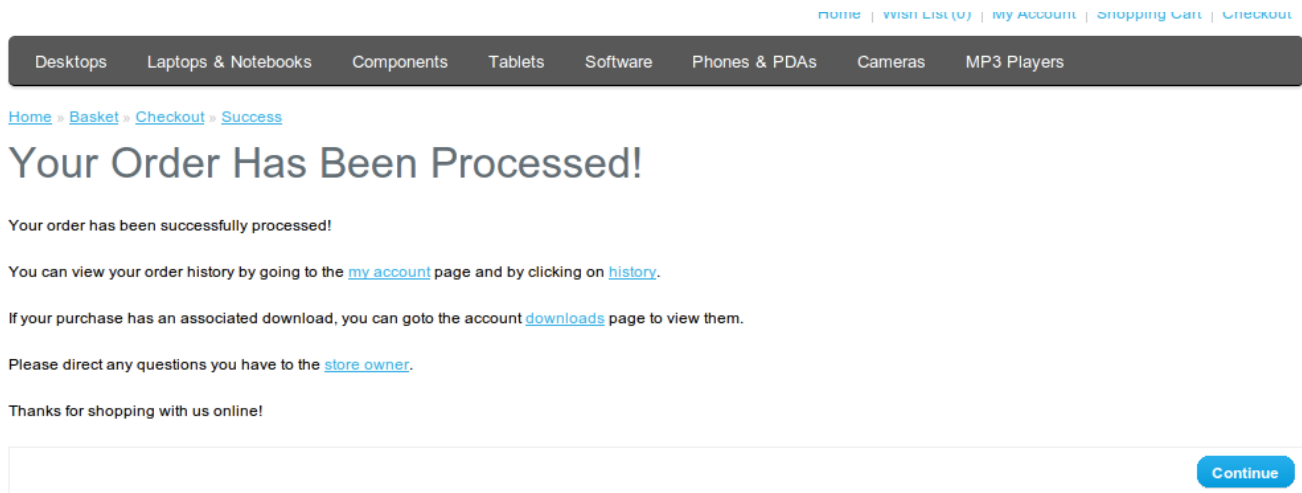 Home | Wish List (0) | My Account | Shopping Cart | Checkout
Desktops Laptops & Notebooks Components Tablets Software Phones & PDAs Cameras MP3 Players
Home » Basket » Checkout » Success
Your Order Has Been Processed!
Your order has been successfully processed!
You can view your order history by going to the my account page and by clicking on history.
If your purchase has an associated download, you can goto the account downloads page to view them.
Please direct any questions you have to the store owner.
Thanks for shopping with us online!
Continue